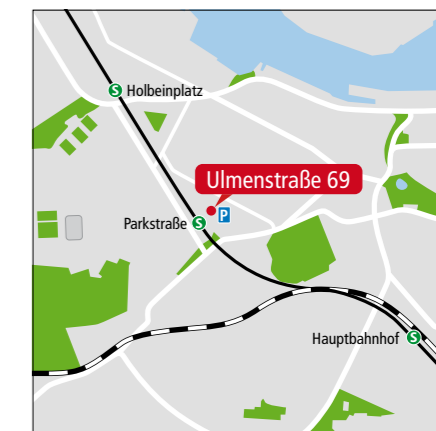 S Holbeinplatz
Ulmenstraße 69
P
Parkstraße S
Hauptbahnhof S